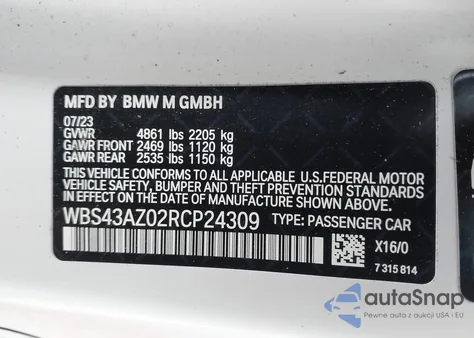 MFD BY BMW M GMBH
07/23
GVWR 4861 lbs 2205 kg
GAWR FRONT 2469 lbs 1120 kg
GAWR REAR 2535 lbs 1150 kg
THIS VEHICLE CONFORMS TO ALL APPLICABLE U.S.FEDERAL MOTOR
VEHICLE SAFETY, BUMPER AND THEFT PREVENTION STANDARDS IN
EFFECT ON THE DATE OF MANUFACTURE SHOWN ABOVE.
WBS43AZ02RCP24309 TYPE: PASSENGER CAR
X16/0
7 315 814
autoSnap
Pewne auta z aukcji USA i EU